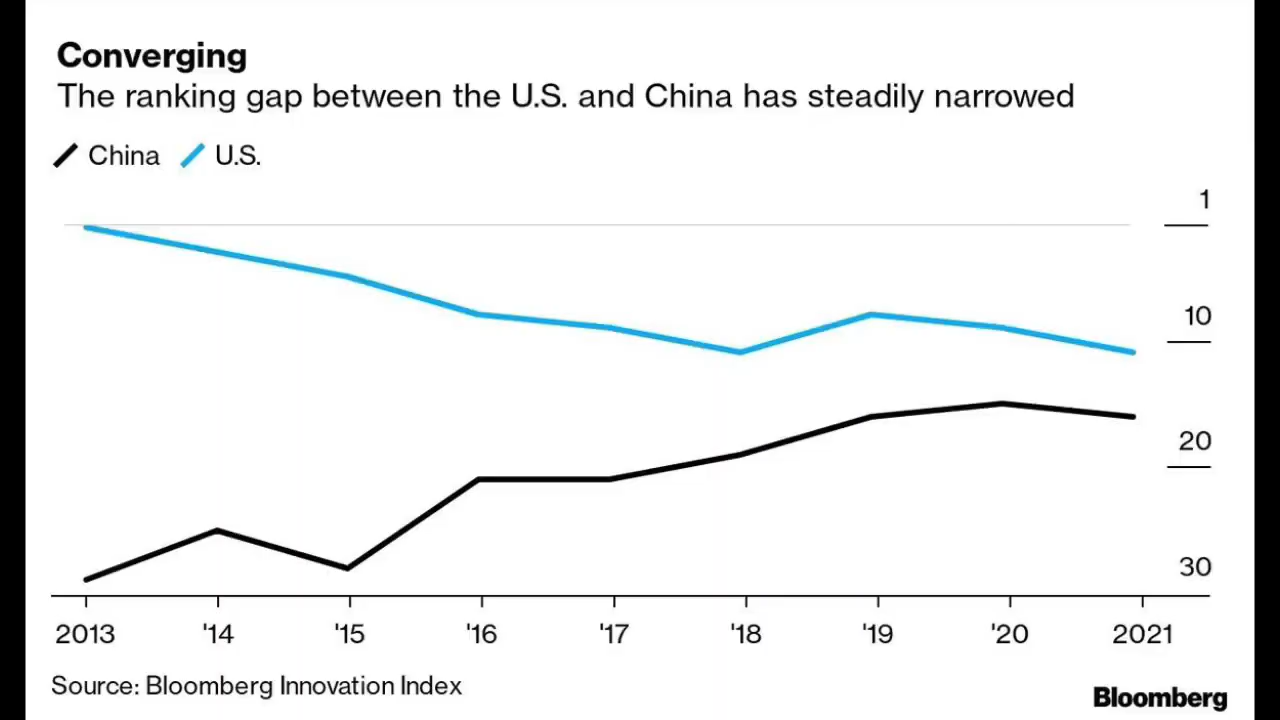 Converging
The ranking gap between the U.S. and China has steadily narrowed
China U.S.
1
10
20
30
2013 '14 '15 '16 '17 '18 '19 '20 2021
Source: Bloomberg Innovation Index
Bloomberg